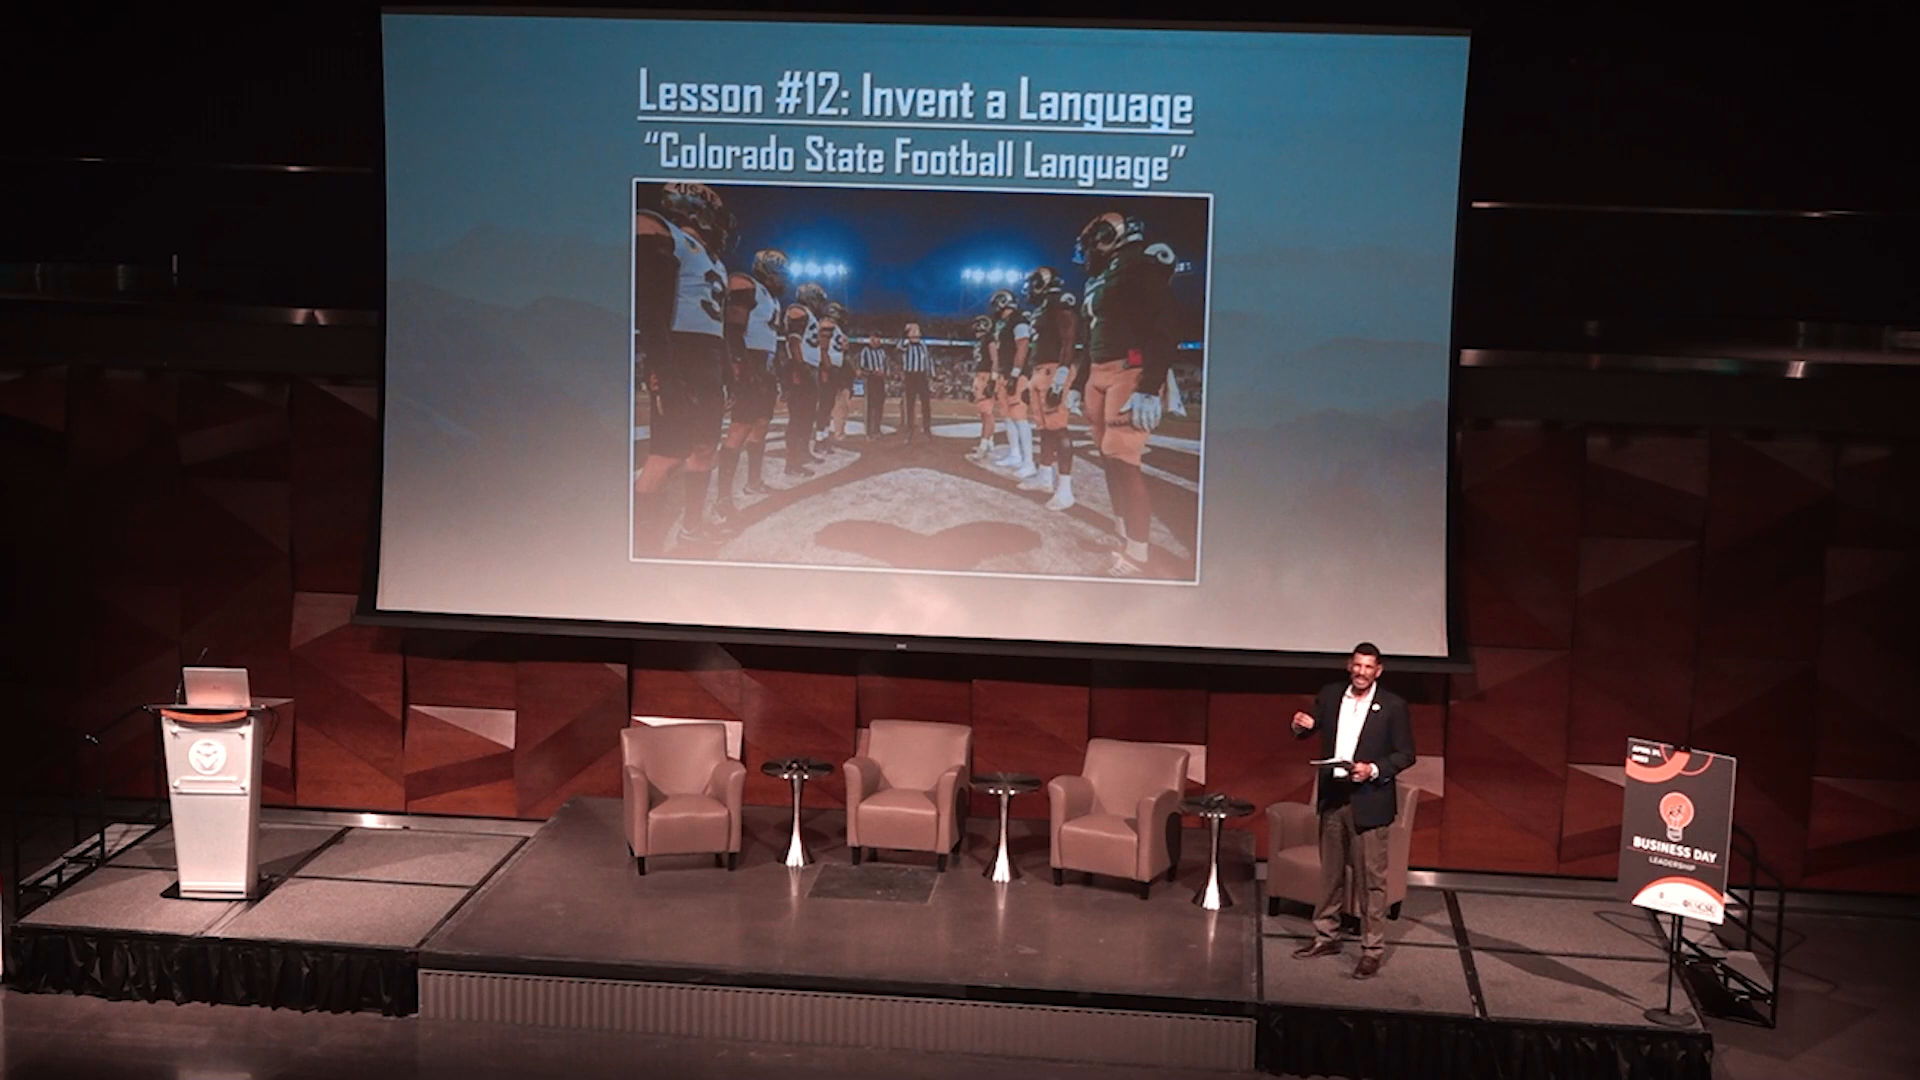 Lesson #12: Invent a Language
“Colorado State Football Language”
BUSINESS DAY
LEADERSHIP